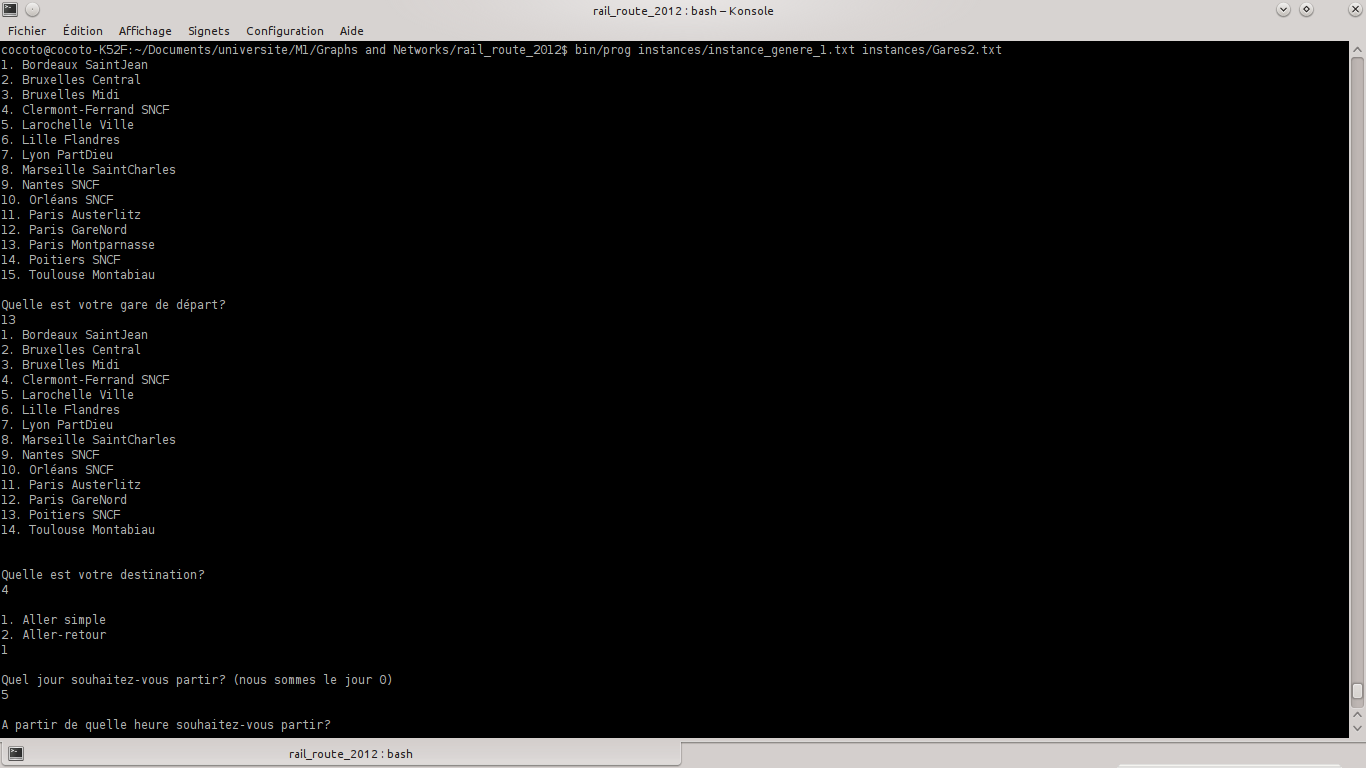 rail_route_2012 : bash – Konsole
Fichier Édition Affichage Signets Configuration Aide
cocoto@cocoto-K52F:~/Documents/universite/M1/Graphs and Networks/rail_route_2012$ bin/prog instances/instance_genere_1.txt instances/Gares2.txt
1. Bordeaux SaintJean
2. Bruxelles Central
3. Bruxelles Midi
4. Clermont-Ferrand SNCF
5. Larochelle Ville
6. Lille Flandres
7. Lyon PartDieu
8. Marseille SaintCharles
9. Nantes SNCF
10. Orléans SNCF
11. Paris Austerlitz
12. Paris GareNord
13. Paris Montparnasse
14. Poitiers SNCF
15. Toulouse Montabiau
Quelle est votre gare de départ?
13
1. Bordeaux SaintJean
2. Bruxelles Central
3. Bruxelles Midi
4. Clermont-Ferrand SNCF
5. Larochelle Ville
6. Lille Flandres
7. Lyon PartDieu
8. Marseille SaintCharles
9. Nantes SNCF
10. Orléans SNCF
11. Paris Austerlitz
12. Paris GareNord
13. Poitiers SNCF
14. Toulouse Montabiau
Quelle est votre destination?
4
1. Aller simple
2. Aller-retour
1
Quel jour souhaitez-vous partir? (nous sommes le jour 0)
5
A partir de quelle heure souhaitez-vous partir?
rail_route_2012 : bash